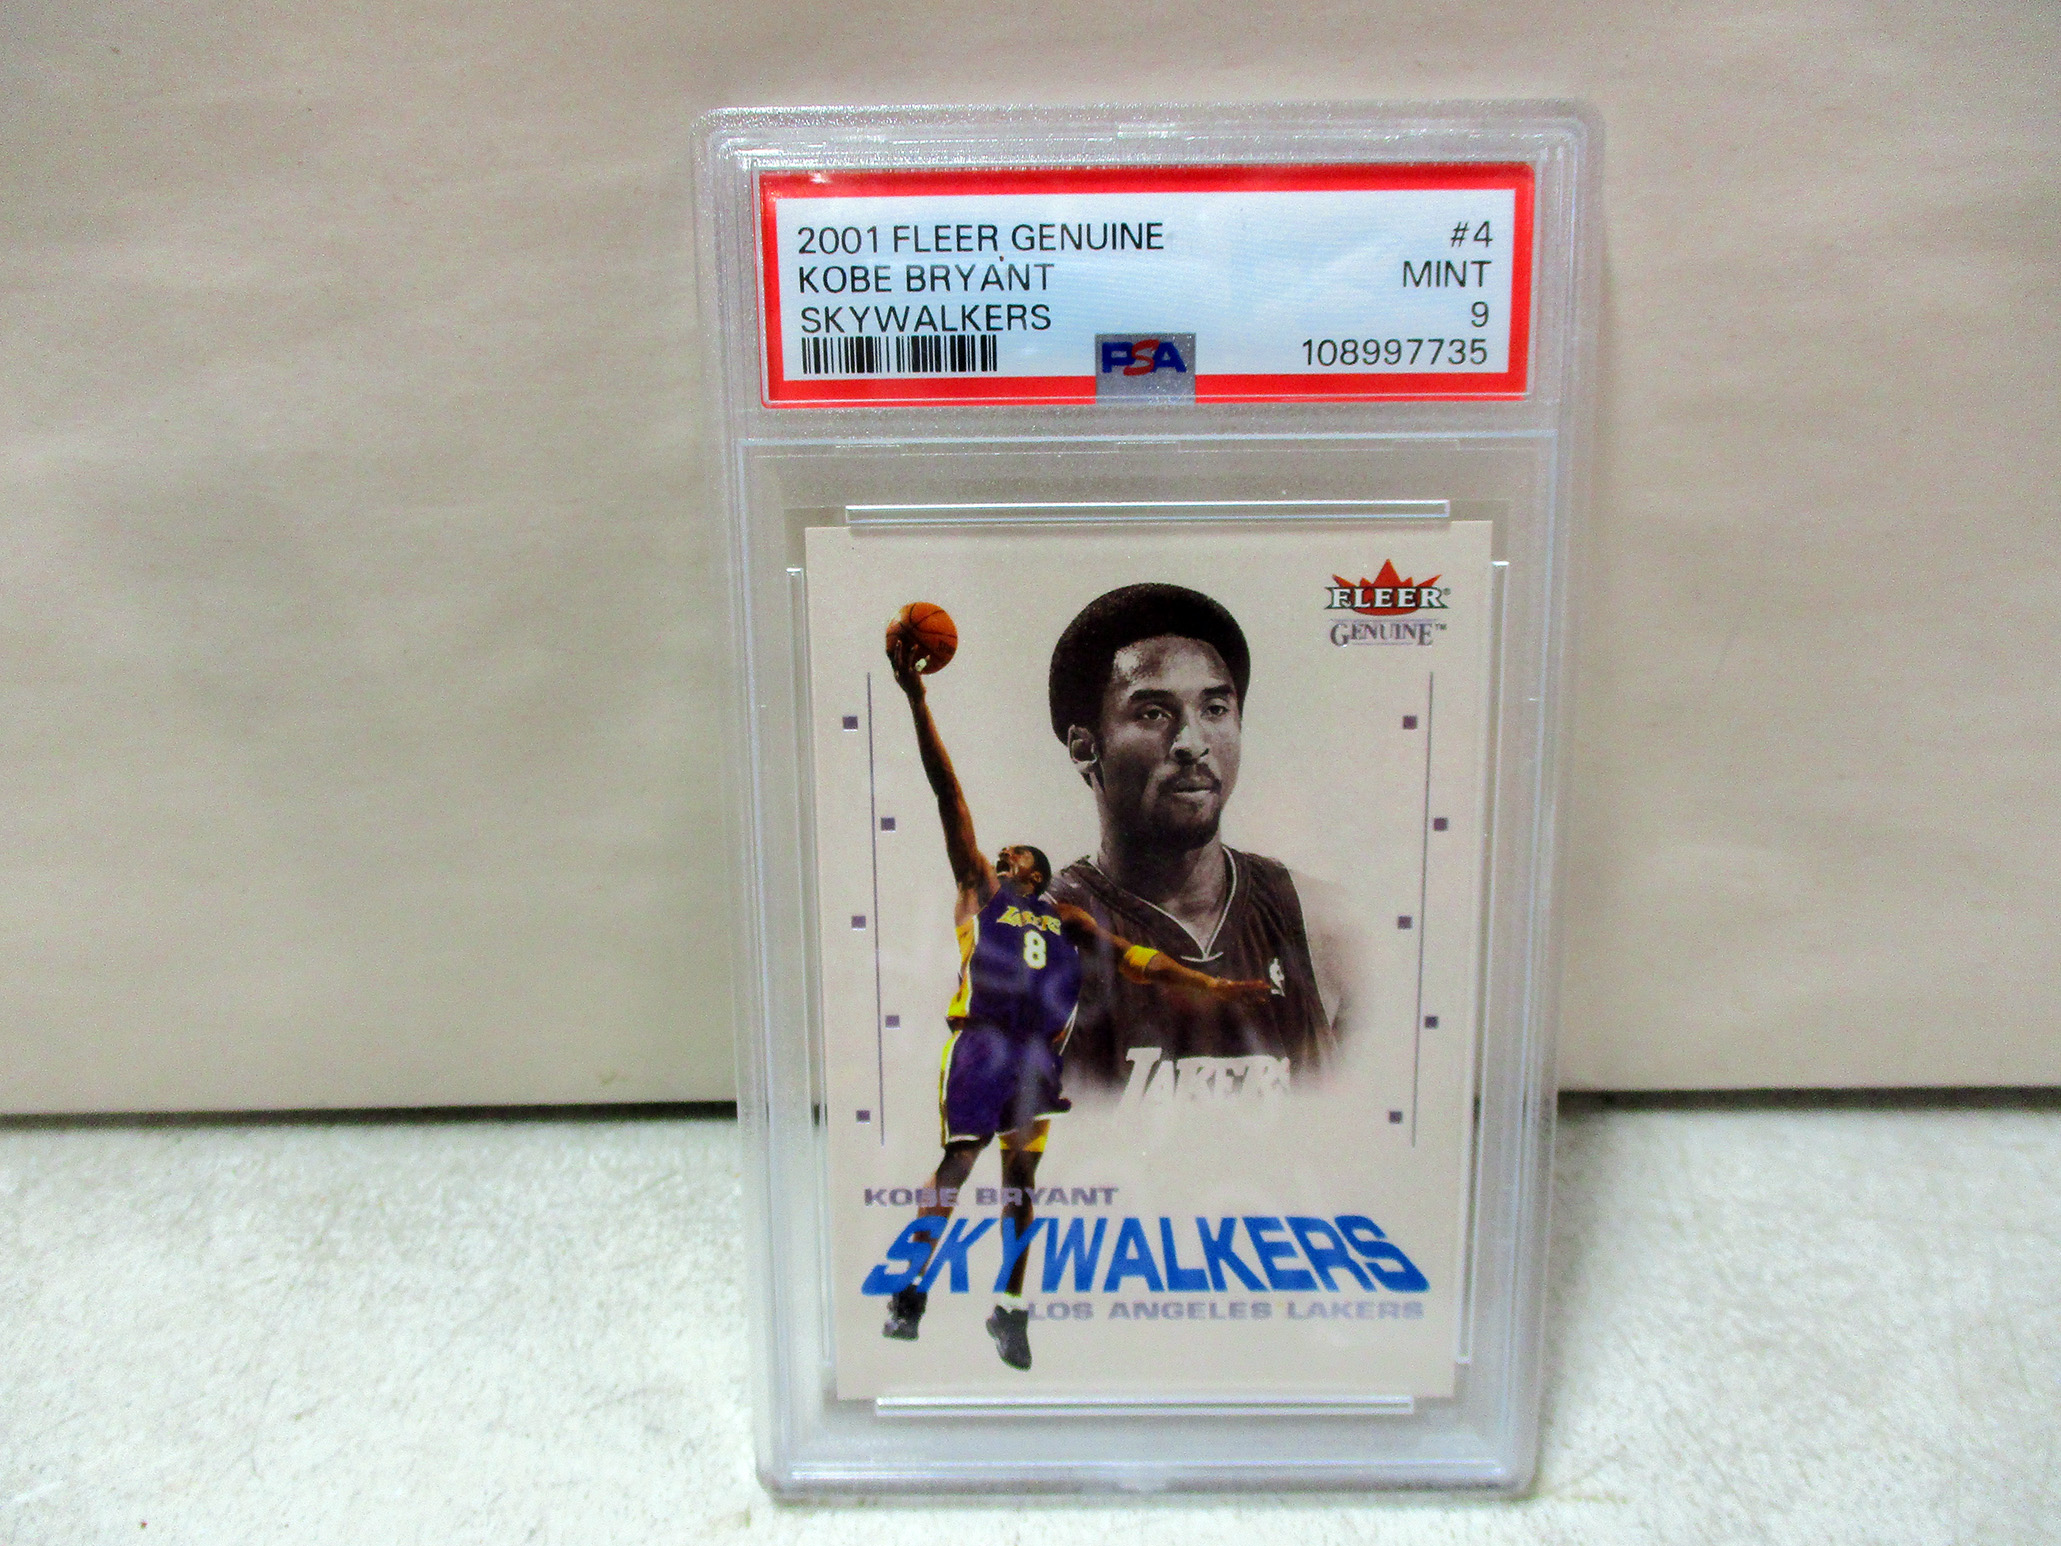 2001 FLEER GENUINE #4
KOBE BRYANT MINT
SKYWALKERS 9
PSA 108997735
FLEER®
GENUINE™
LAKERS
8
LAKERS
KOBE BRYANT
SKYWALKERS
LOS ANGELES LAKERS